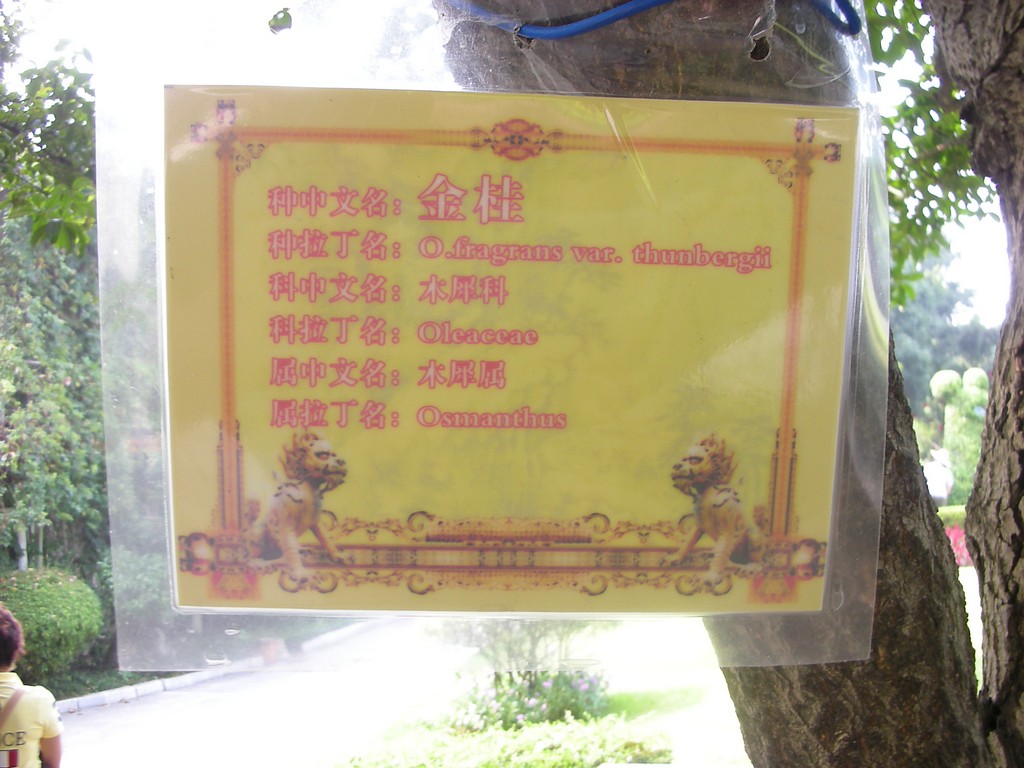 种中文名：金桂
种拉丁名：O.fragrans var. thunbergii
科中文名：木犀科
科拉丁名：Oleaceae
属中文名：木犀属
属拉丁名：Osmanthus